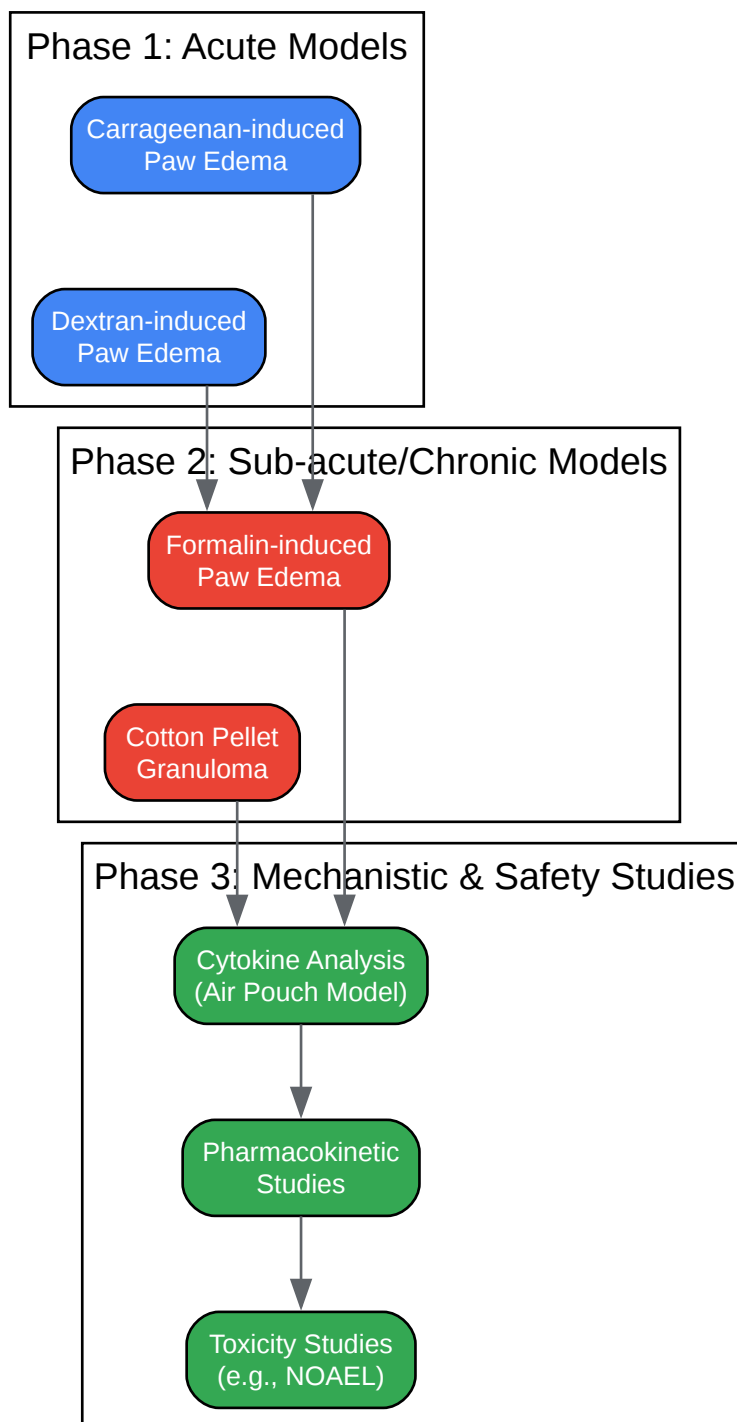 Phase 1: Acute Models
Carrageenan-induced
Paw Edema
Dextran-induced
Paw Edema
Phase 2: Sub-acute/Chronic Models
Formalin-induced
Paw Edema
Cotton Pellet
Granuloma
Phase 3: Mechanistic & Safety Studies
Cytokine Analysis
(Air Pouch Model)
Pharmacokinetic
Studies
Toxicity Studies
(e.g., NOAEL)